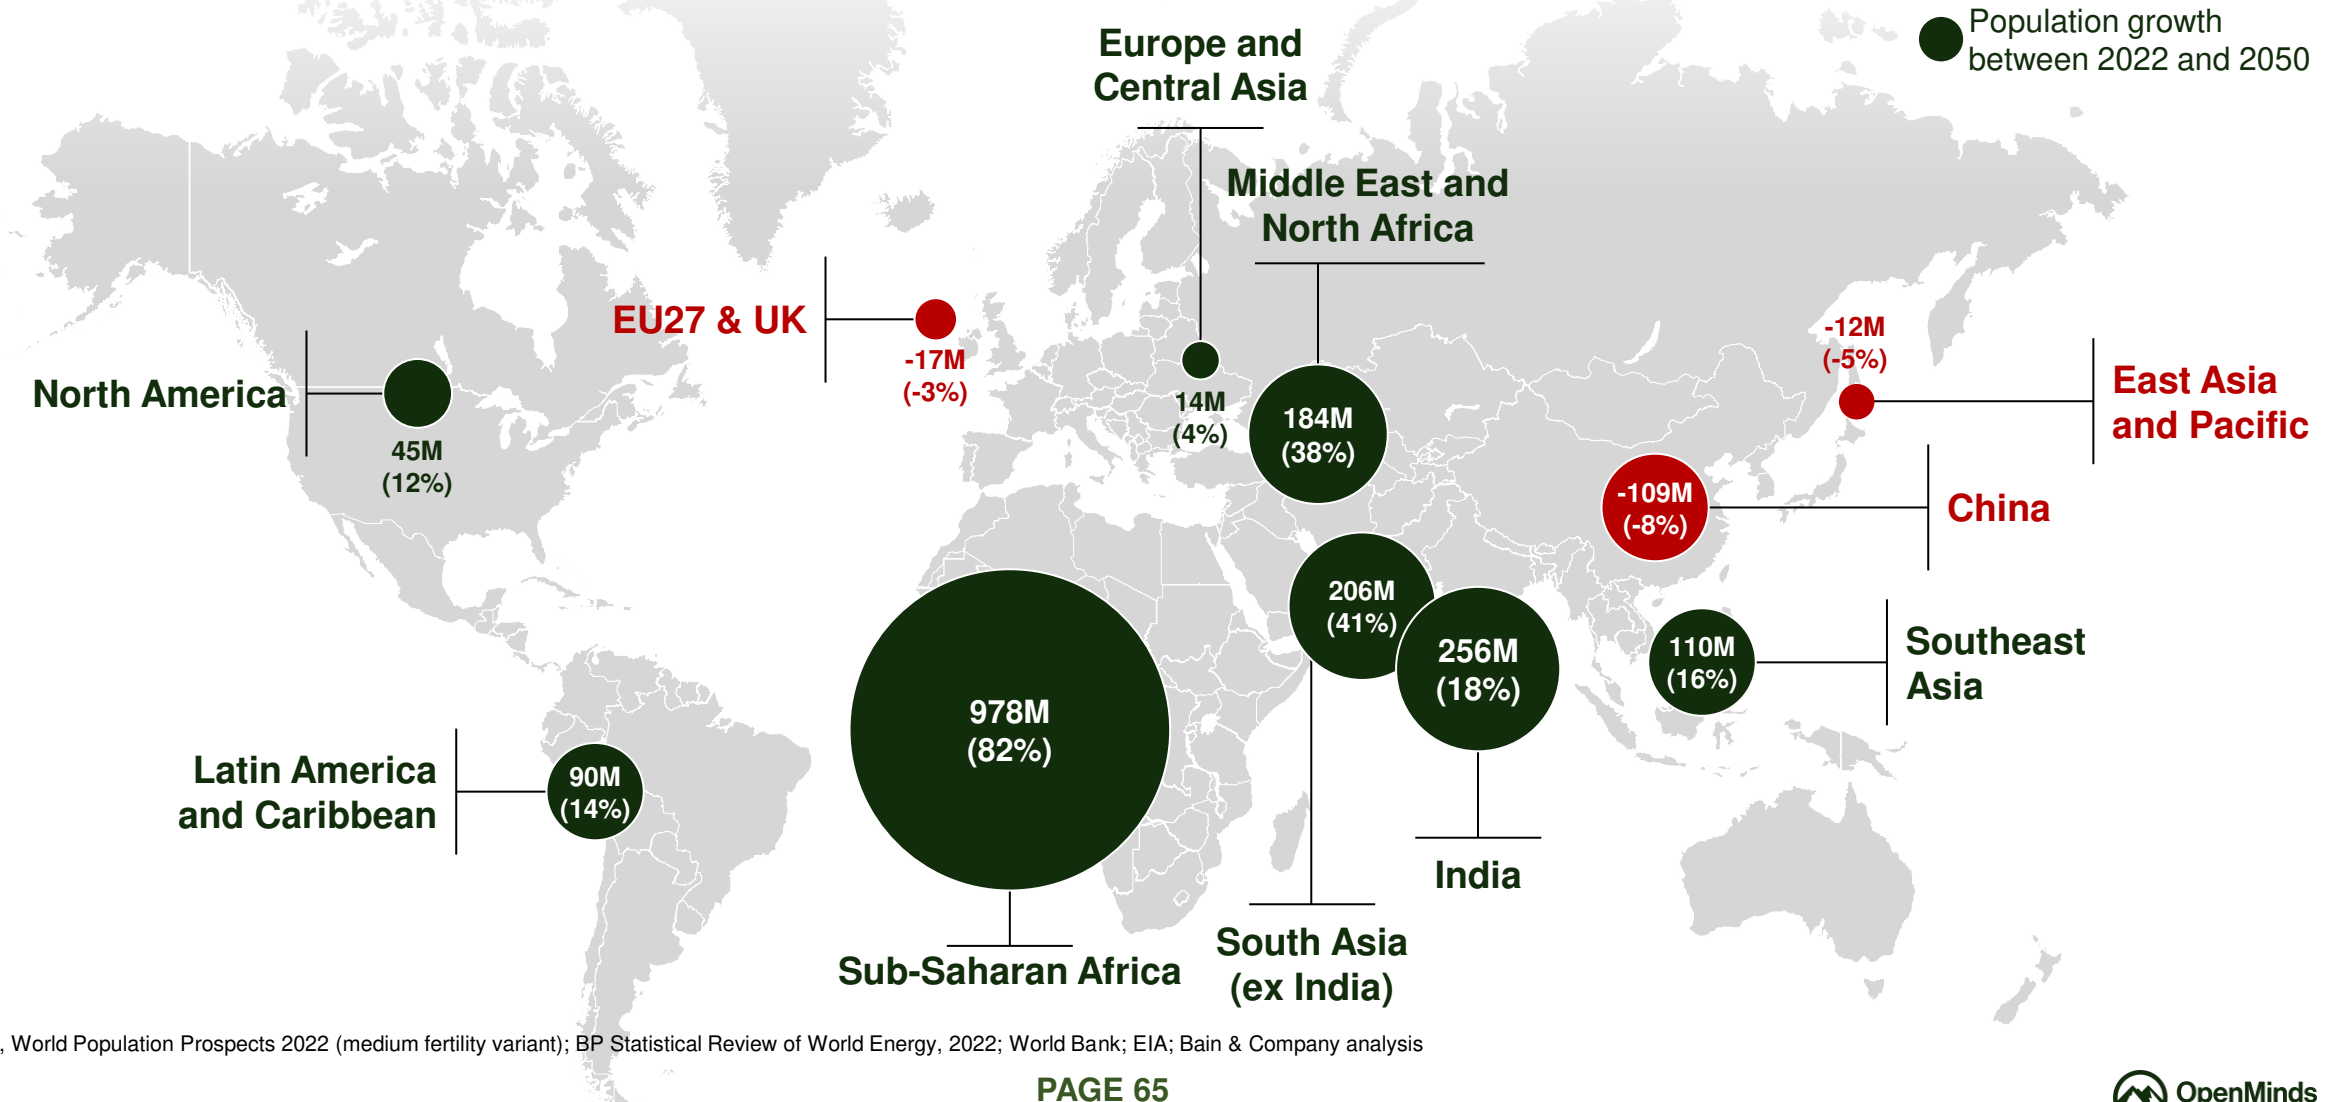 Population growth
between 2022 and 2050
Europe and
Central Asia
Middle East and
North Africa
EU27 & UK
-17M
(-3%)
North America
45M
(12%)
14M
(4%)
184M
(38%)
-12M
(-5%)
East Asia
and Pacific
-109M
(-8%)
China
206M
(41%)
256M
(18%)
110M
(16%)
Southeast
Asia
978M
(82%)
Latin America
and Caribbean
90M
(14%)
India
South Asia
(ex India)
Sub-Saharan Africa
, World Population Prospects 2022 (medium fertility variant); BP Statistical Review of World Energy, 2022; World Bank; EIA; Bain & Company analysis
PAGE 65
OpenMinds